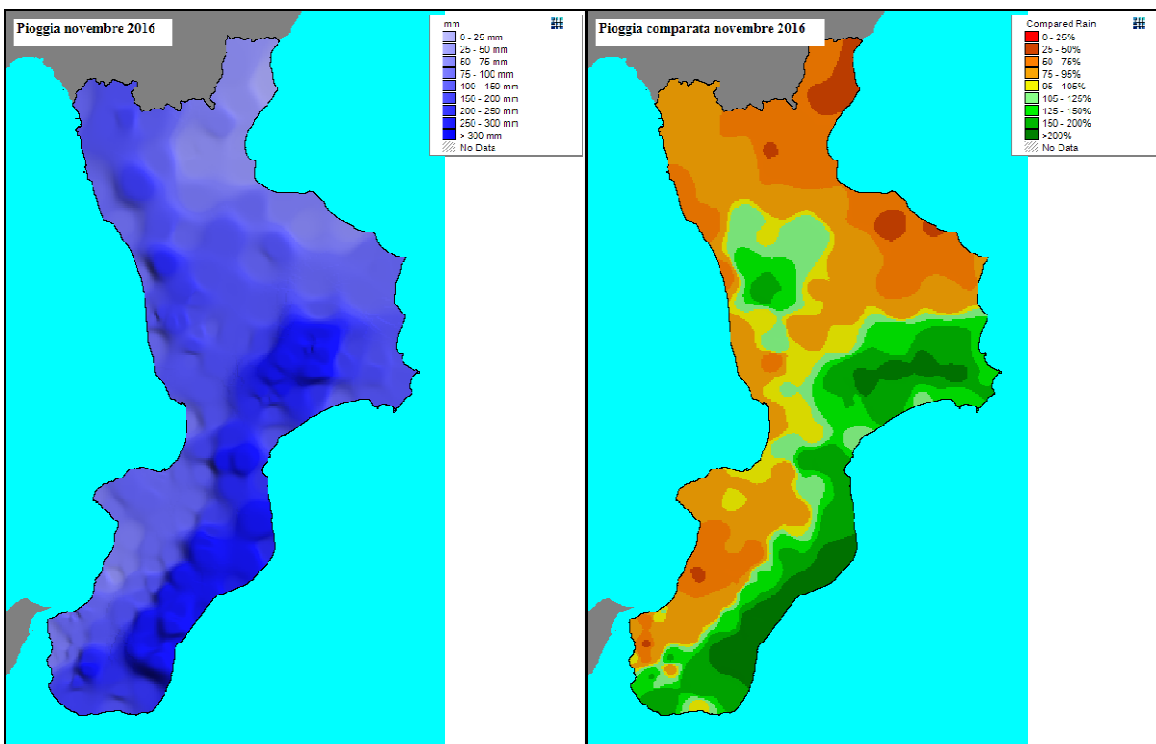 Pioggia novembre 2016
mm
0 - 25 mm
25 - 50 mm
50 - 75 mm
75 - 100 mm
100 - 150 mm
150 - 200 mm
200 - 250 mm
250 - 300 mm
> 300 mm
No Data
Pioggia comparata novembre 2016
Compared Rain
0 - 25%
25 - 50%
50 - 75%
75 - 95%
95 - 105%
105 - 125%
125 - 150%
150 - 200%
>200%
No Data